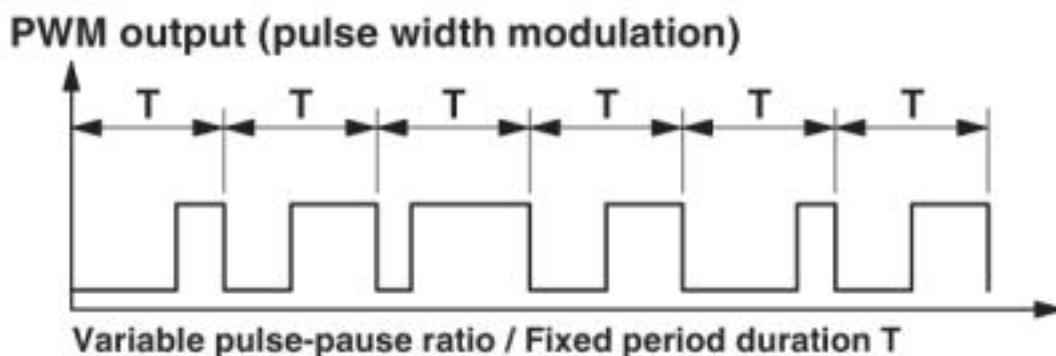 PWM output (pulse width modulation)
T T T T T T
Variable pulse-pause ratio / Fixed period duration T